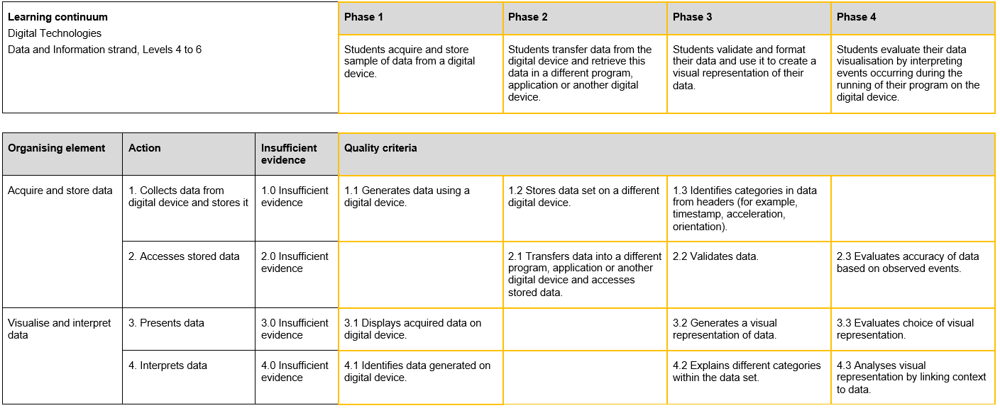 Learning continuum
Digital Technologies
Data and Information strand, Levels 4 to 6
Phase 1
Phase 2
Phase 3
Phase 4
Students acquire and store
sample of data from a digital
device.
Students transfer data from the
digital device and retrieve this
data in a different program,
application or another digital
device.
Students validate and format
their data and use it to create a
visual representation of their
data.
Students evaluate their data
visualisation by interpreting
events occurring during the
running of their program on the
digital device.
Organising element
Action
Insufficient
evidence
Quality criteria
Acquire and store data
1. Collects data from
digital device and stores it
1.0 Insufficient
evidence
1.1 Generates data using a
digital device.
1.2 Stores data set on a different
digital device.
1.3 Identifies categories in data
from headers (for example,
timestamp, acceleration,
orientation).
2. Accesses stored data
2.0 Insufficient
evidence
2.1 Transfers data into a different
program, application or another
digital device and accesses
stored data.
2.2 Validates data.
2.3 Evaluates accuracy of data
based on observed events.
Visualise and interpret
data
3. Presents data
3.0 Insufficient
evidence
3.1 Displays acquired data on
digital device.
3.2 Generates a visual
representation of data.
3.3 Evaluates choice of visual
representation.
4. Interprets data
4.0 Insufficient
evidence
4.1 Identifies data generated on
digital device.
4.2 Explains different categories
within the data set.
4.3 Analyses visual
representation by linking context
to data.